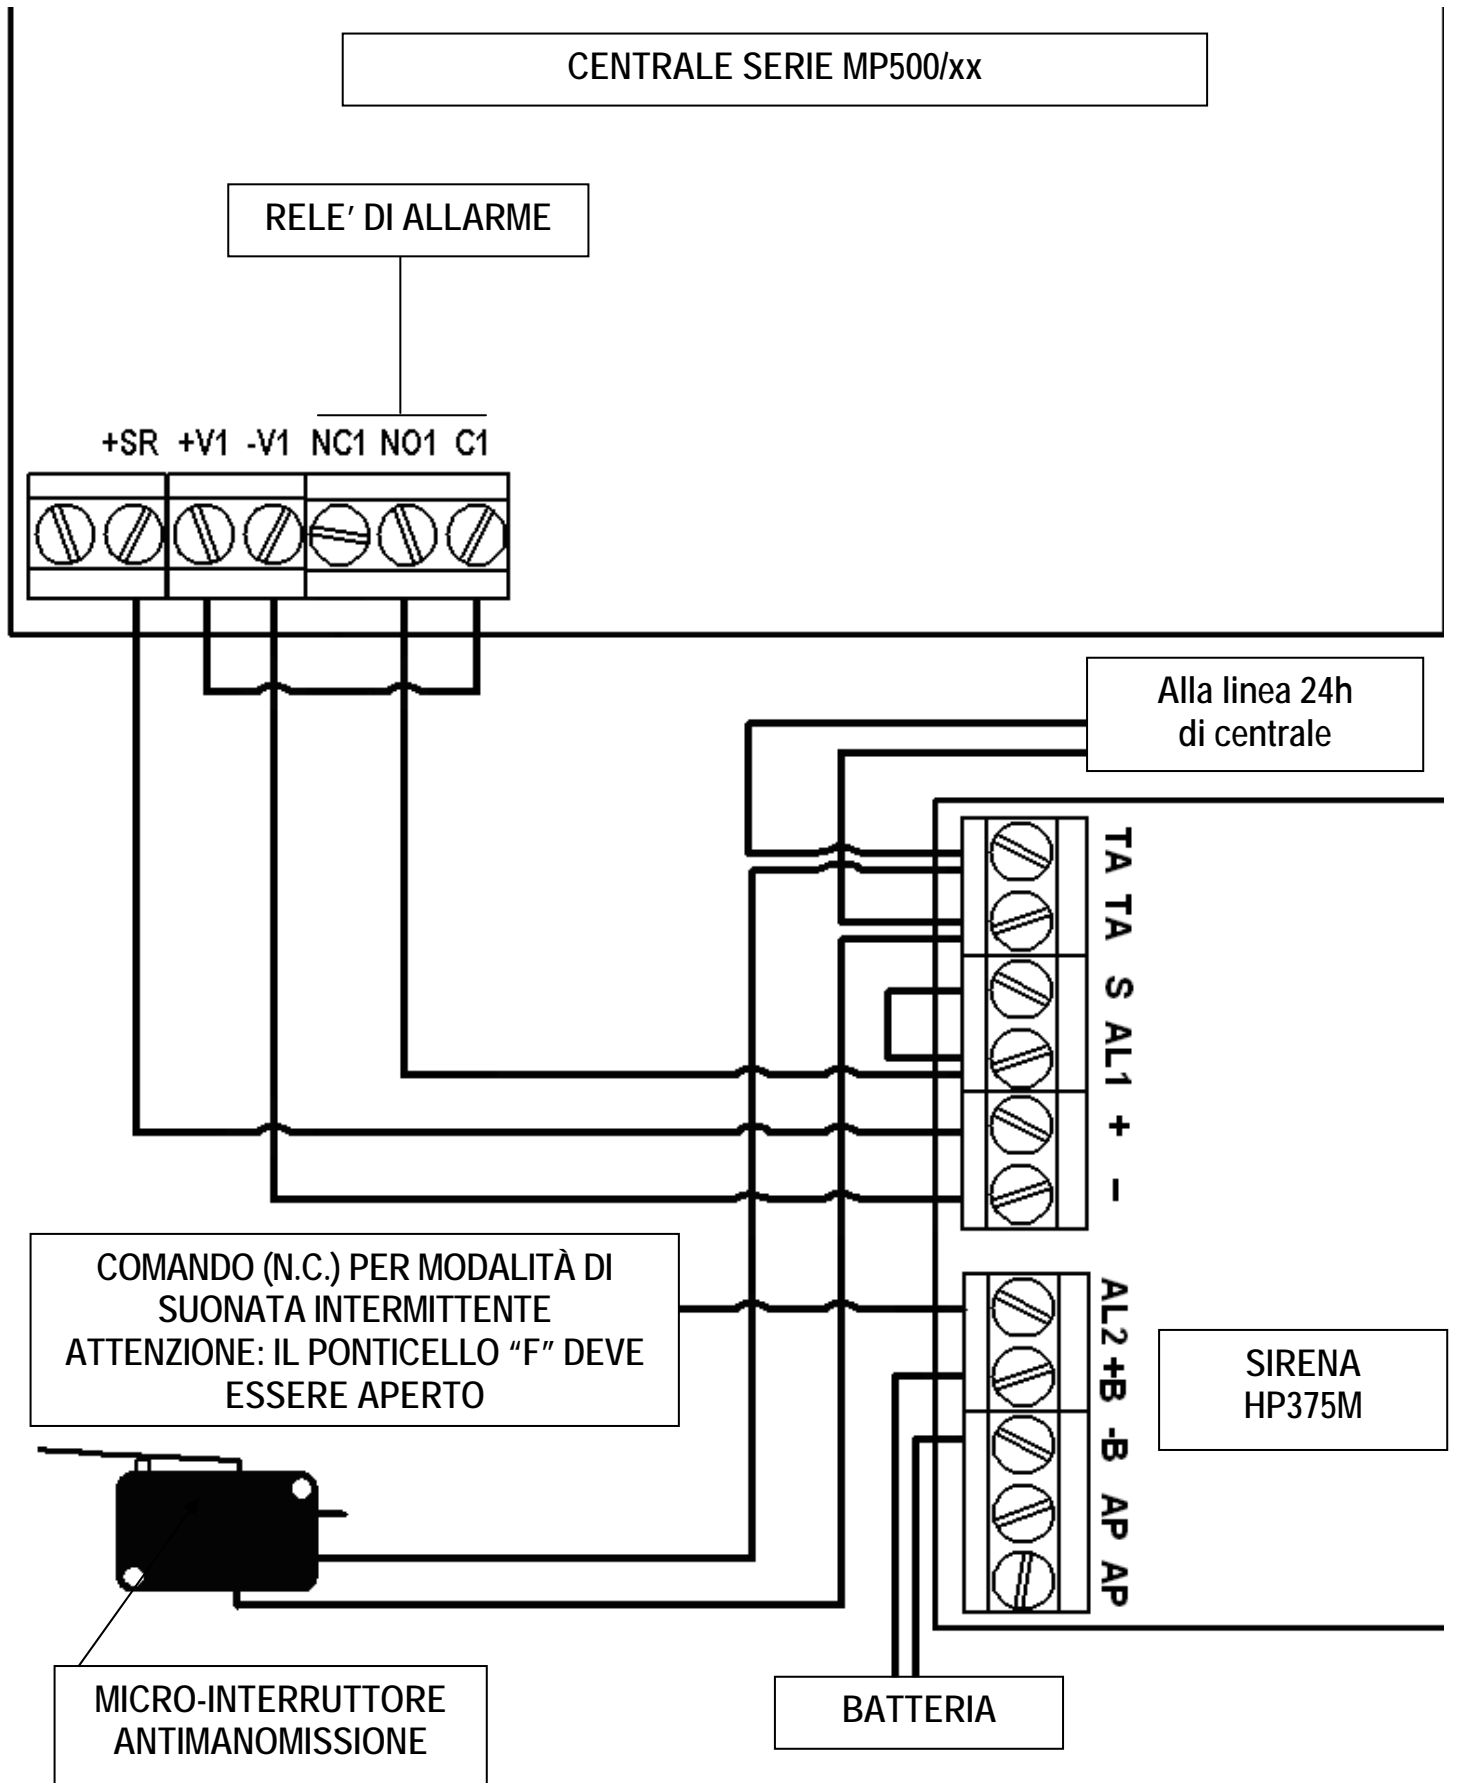 CENTRALE SERIE MP500/xx
RELE’ DI ALLARME
+SR +V1 -V1 NC1 NO1 C1
Alla linea 24h
di centrale
TA
TA
S
AL1
+
–
COMANDO (N.C.) PER MODALITÀ DI
SUONATA INTERMITTENTE
ATTENZIONE: IL PONTICELLO “F” DEVE
ESSERE APERTO
AL2
+B
-B
AP
AP
SIRENA
HP375M
MICRO-INTERRUTTORE
ANTIMANOMISSIONE
BATTERIA